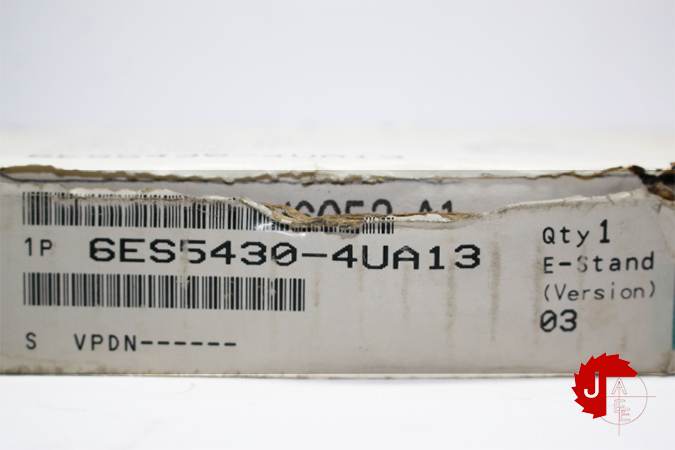 1P 6ES5430-4UA13
S VPDN------
Qty 1
E-Stand
(Version)
03
J